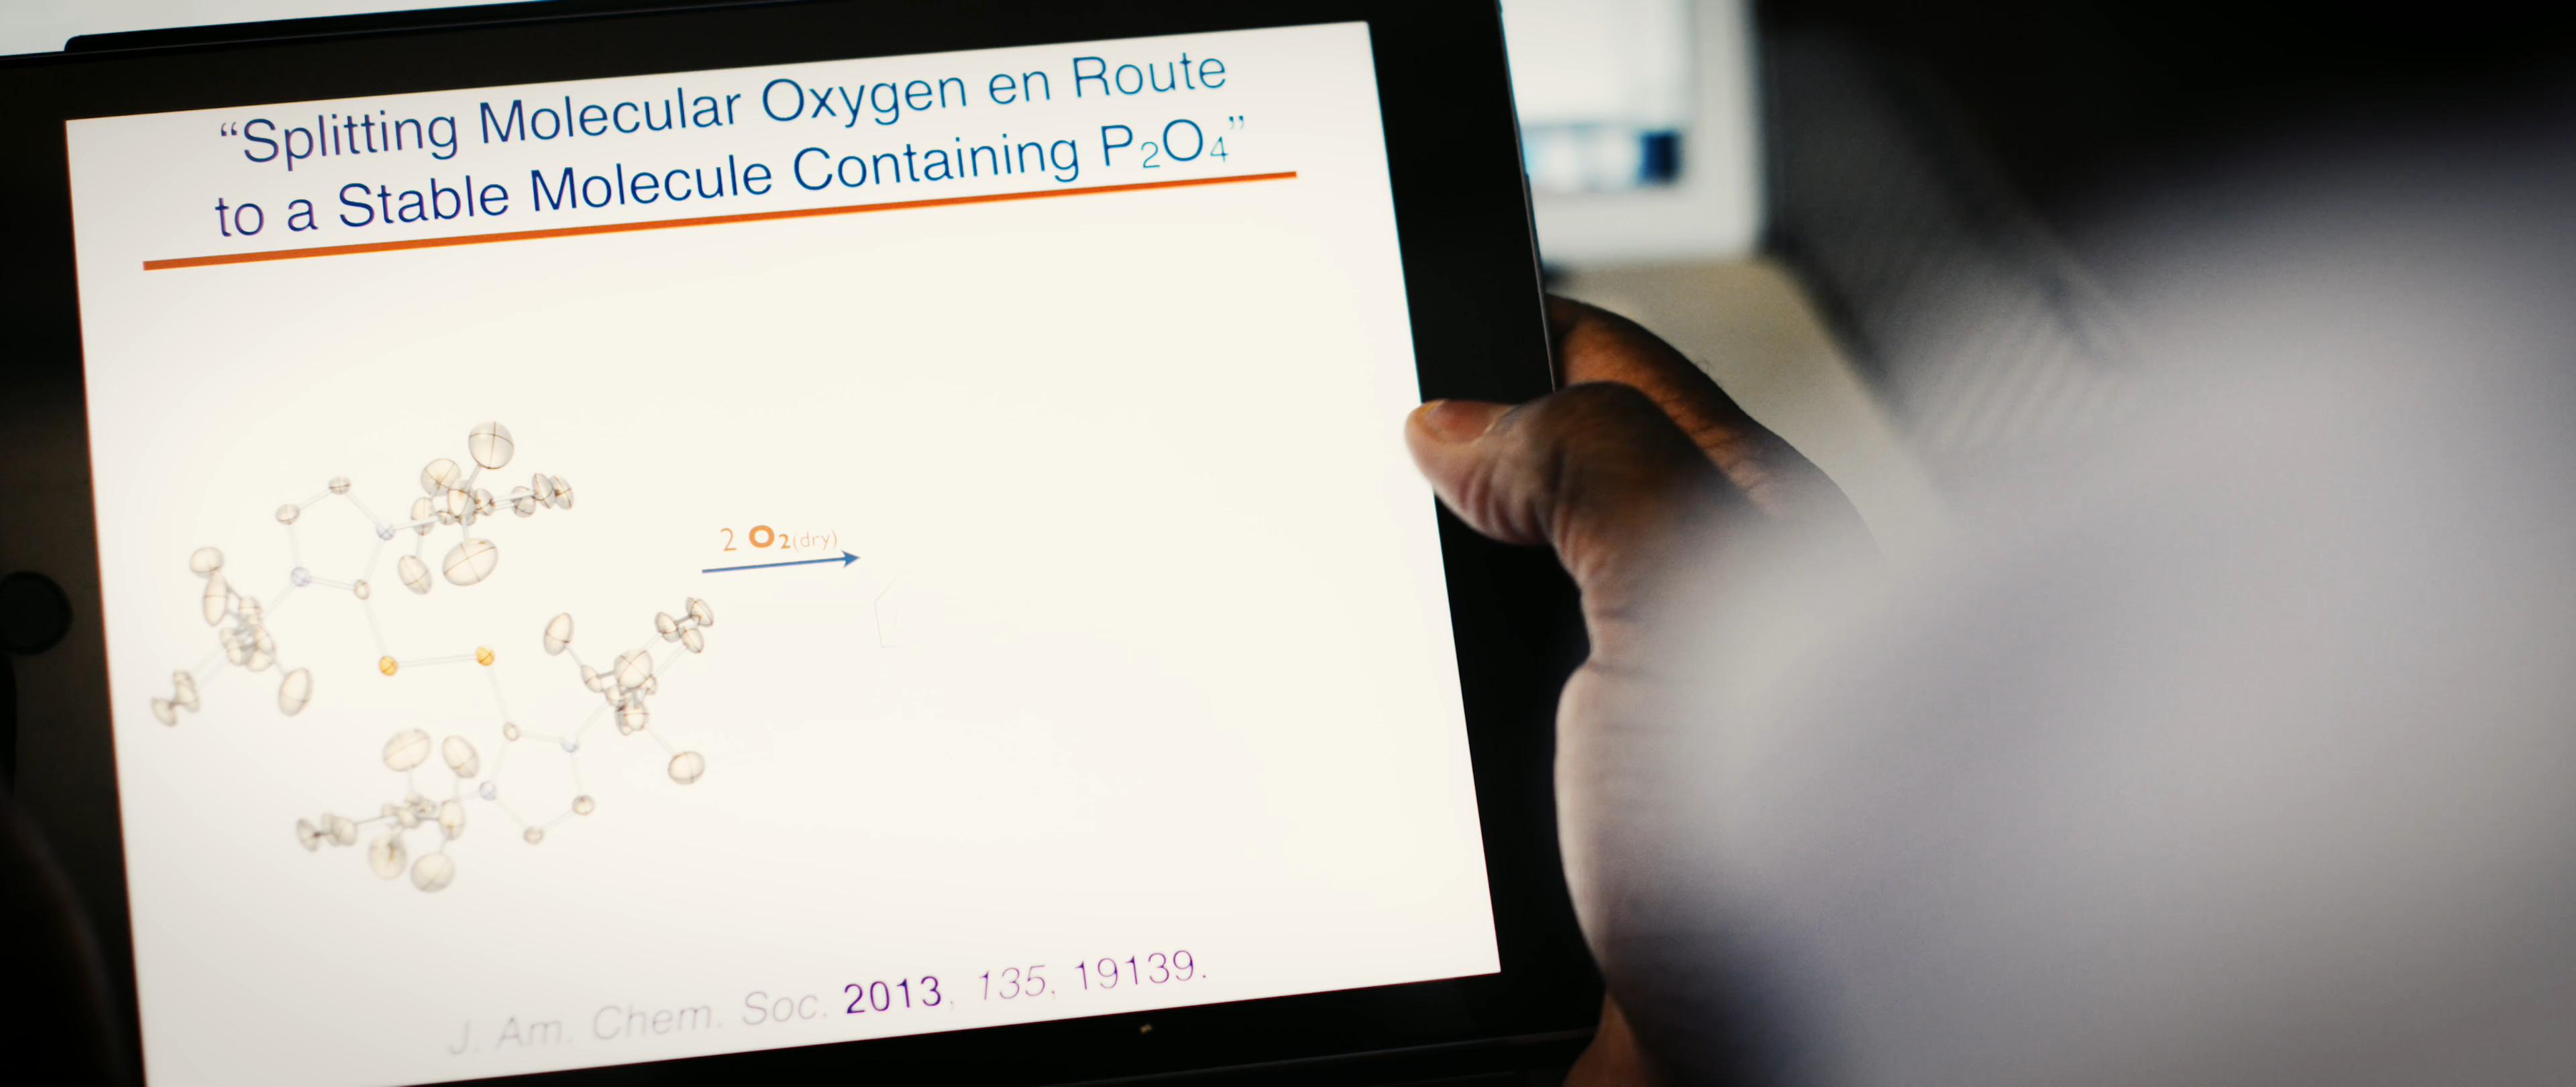 “Splitting Molecular Oxygen en Route
to a Stable Molecule Containing P₂O₄”
2 O₂(dry)
J. Am. Chem. Soc. 2013, 135, 19139.